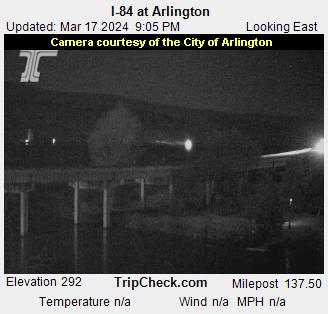 I-84 at Arlington
Updated: Mar 17 2024 9:05 PM Looking East
Camera courtesy of the City of Arlington
Elevation 292 TripCheck.com Milepost 137.50
Temperature n/a Wind n/a MPH n/a